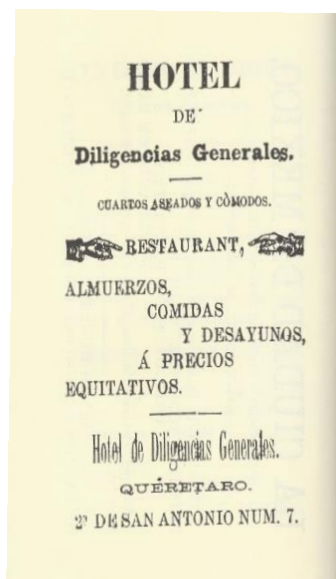 HOTEL
DE
Diligencias Generales.
CUARTOS ASEADOS Y CÒMODOS.
RESTAURANT,
ALMUERZOS,
COMIDAS
Y DESAYUNOS,
Á PRECIOS
EQUITATIVOS.
Hotel de Diligencias Generales.
QUÉRETARO.
2ª DE SAN ANTONIO NUM. 7.